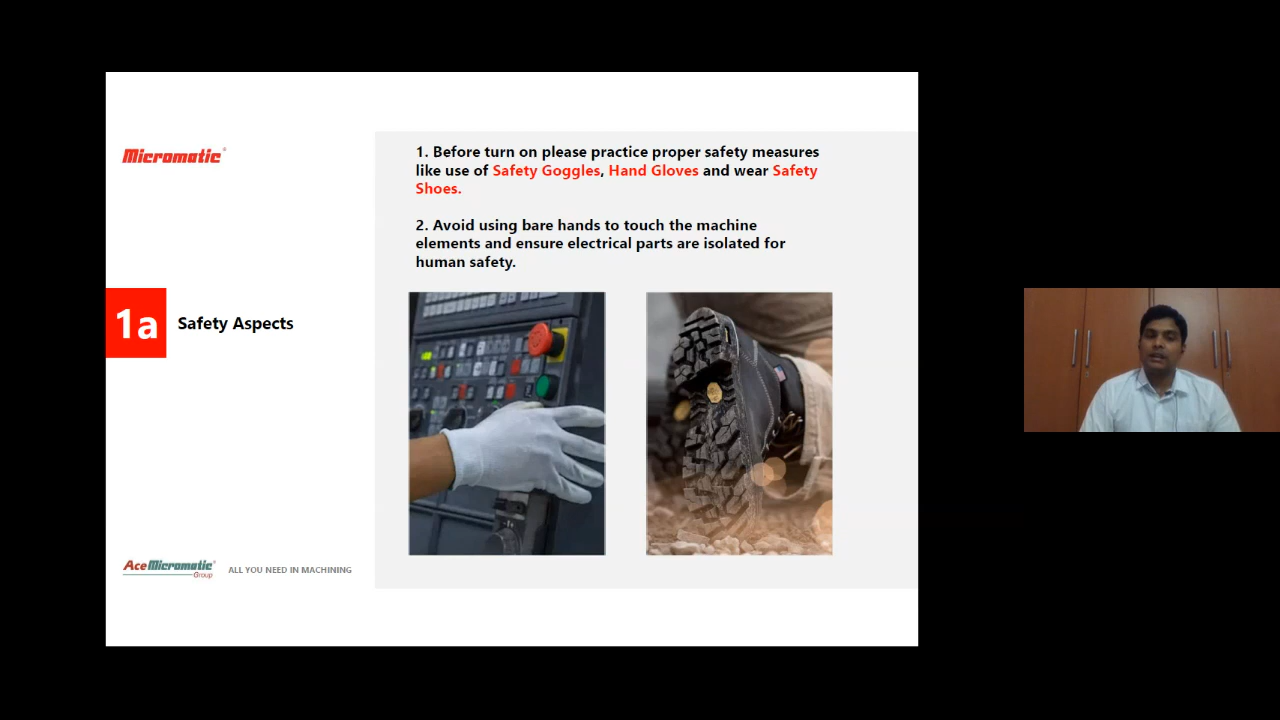 Micromatic
1. Before turn on please practice proper safety measures
like use of Safety Goggles, Hand Gloves and wear Safety
Shoes.
2. Avoid using bare hands to touch the machine
elements and ensure electrical parts are isolated for
human safety.
1a
Safety Aspects
AceMicromatic
Group
ALL YOU NEED IN MACHINING